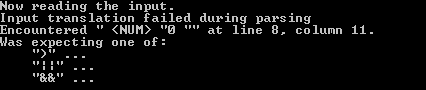 Now reading the input.
Input translation failed during parsing
Encountered " <NUM> "0 "" at line 8, column 11.
Was expecting one of:
")" ...
"||" ...
"&&" ...